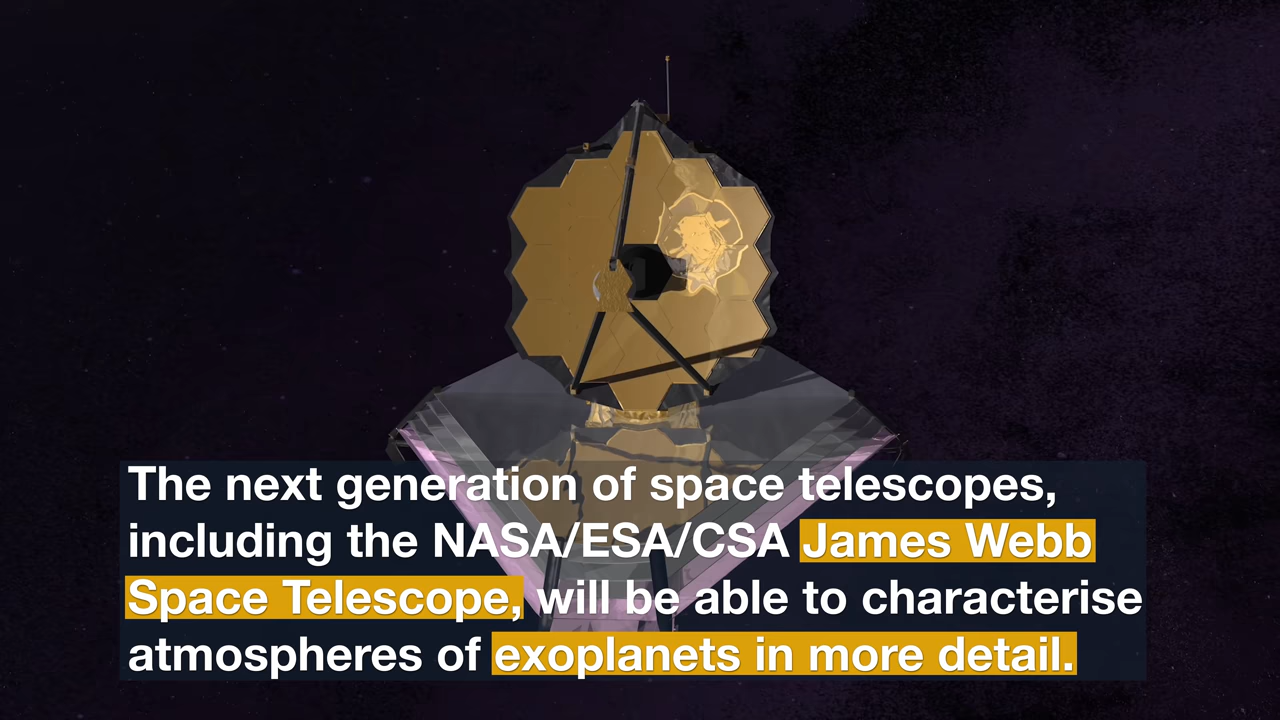 The next generation of space telescopes,
including the NASA/ESA/CSA James Webb
Space Telescope, will be able to characterise
atmospheres of exoplanets in more detail.